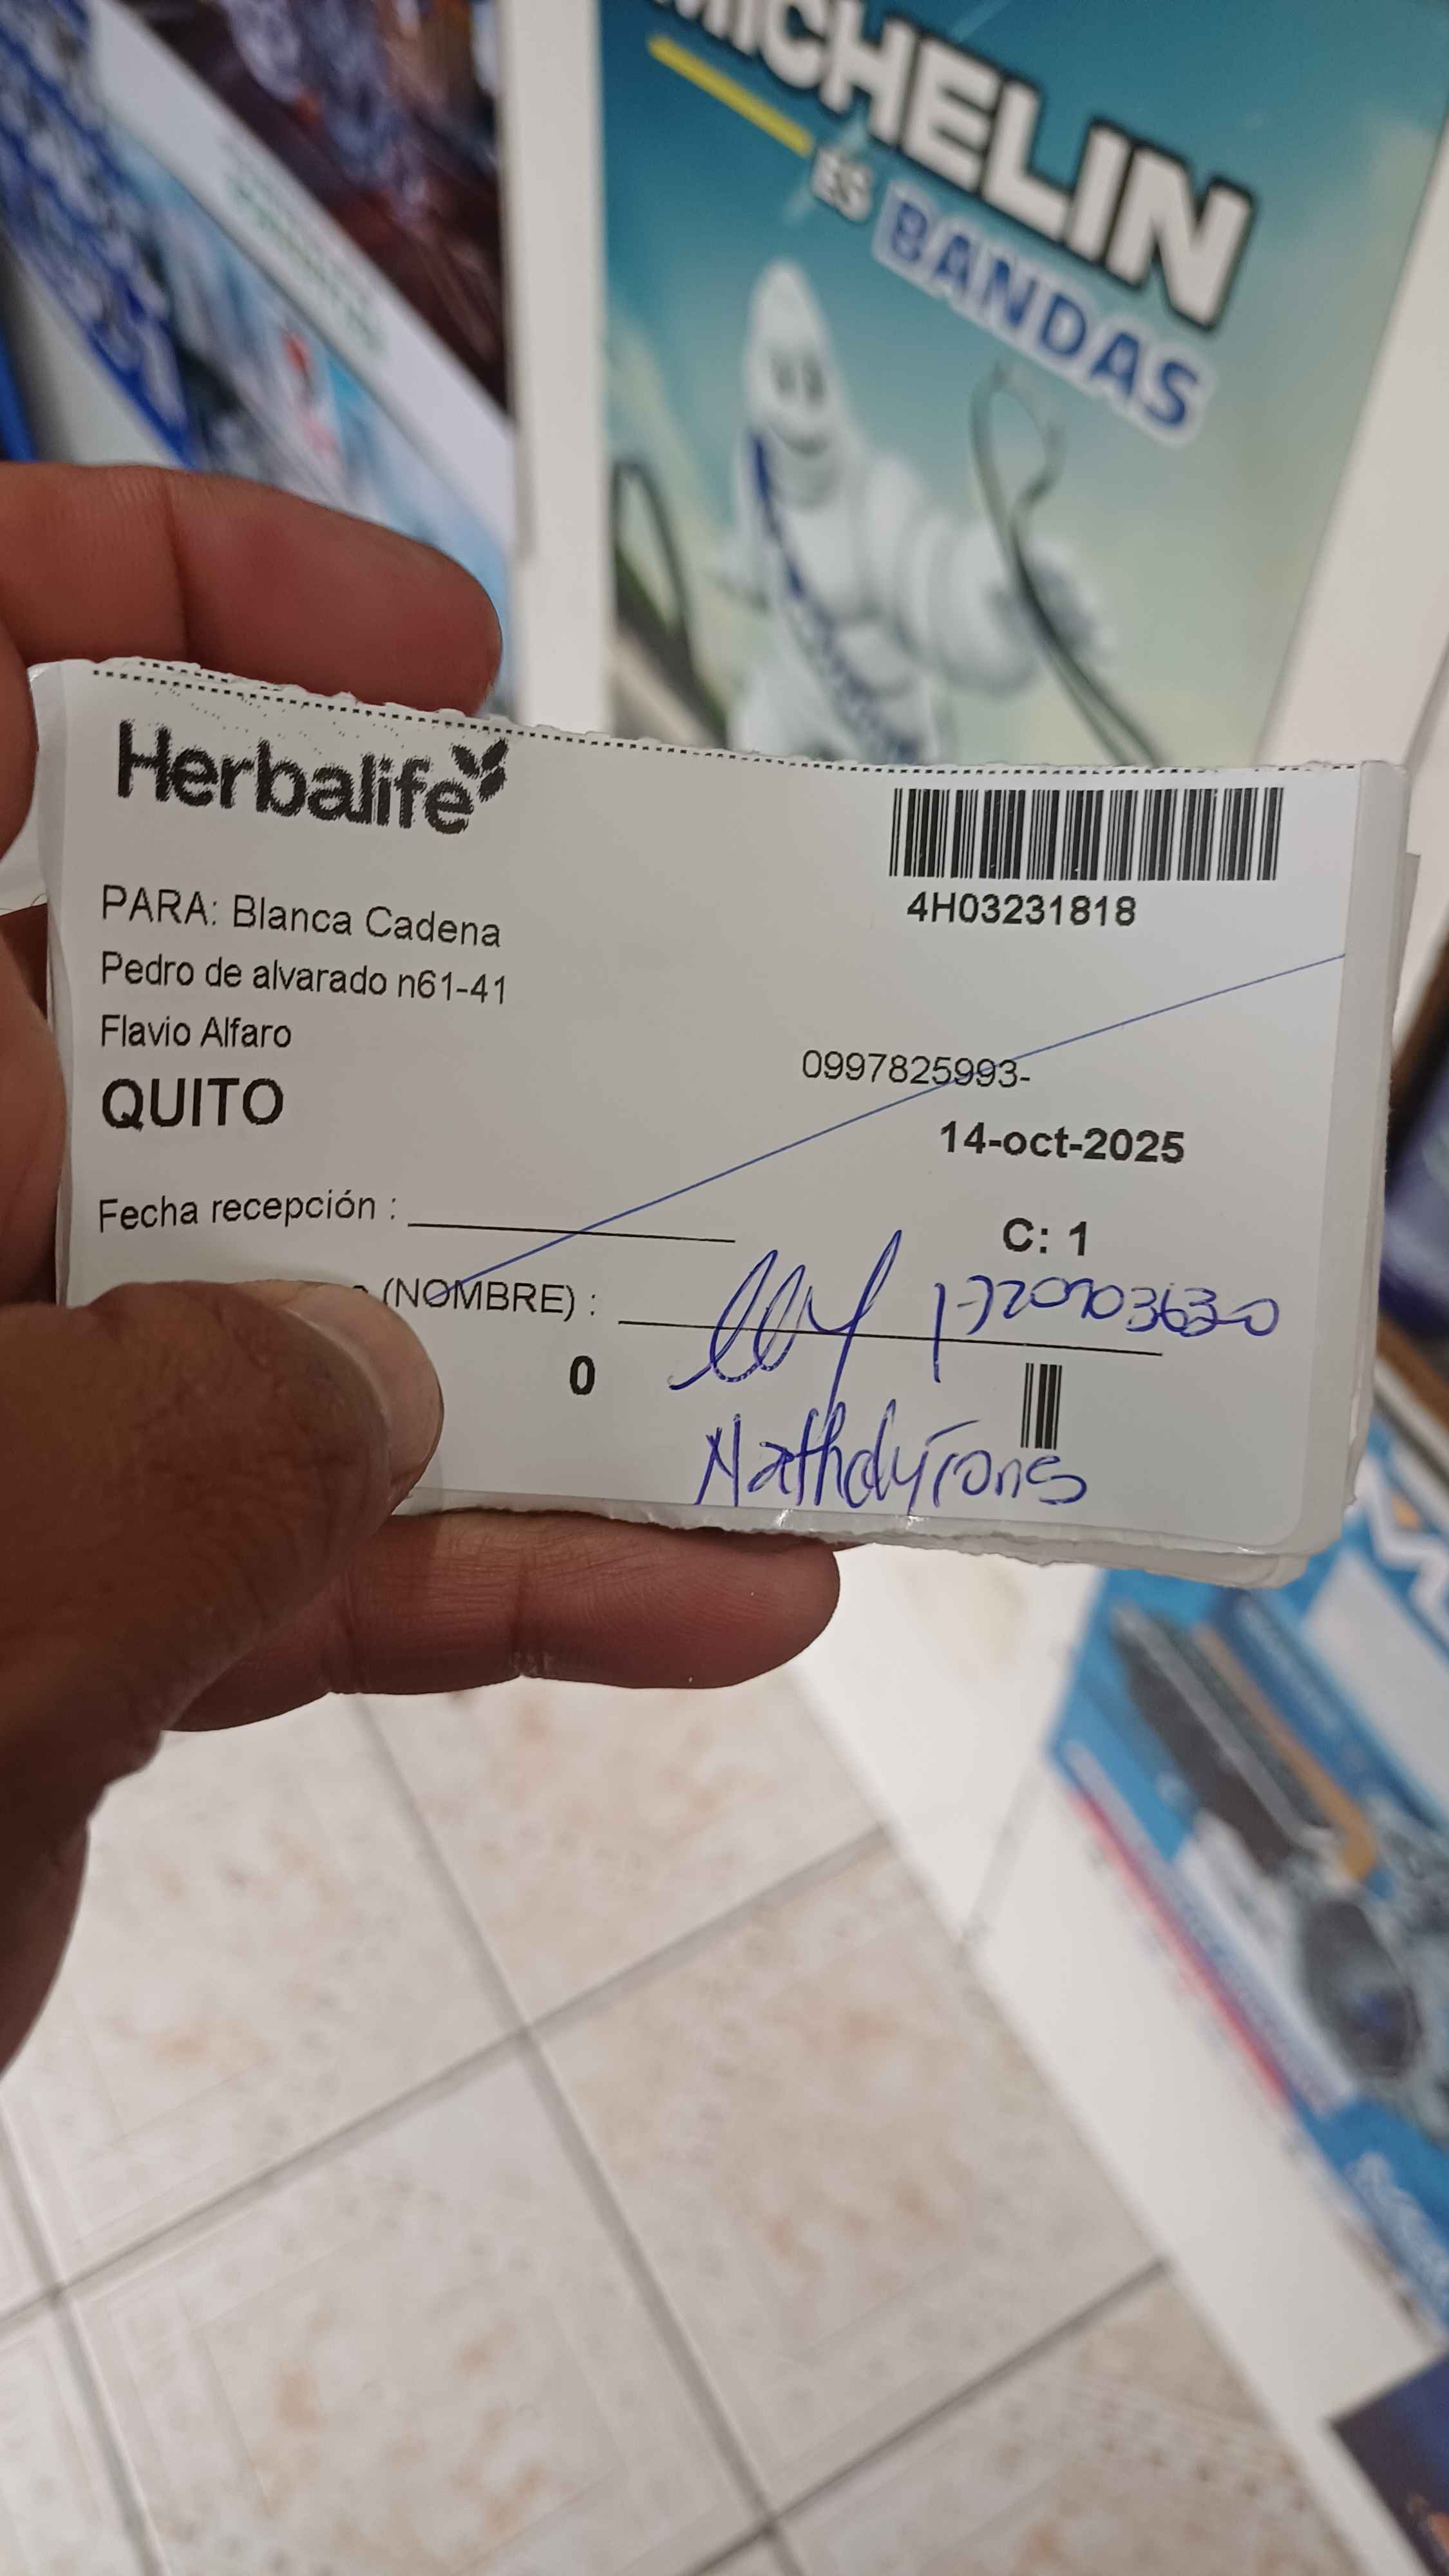 MICHELIN
ES BANDAS
Herbalife
4H03231818
PARA: Blanca Cadena
Pedro de alvarado n61-41
Flavio Alfaro
QUITO
0997825993-
14-oct-2025
Fecha recepción :
C: 1
(NOMBRE) :
0